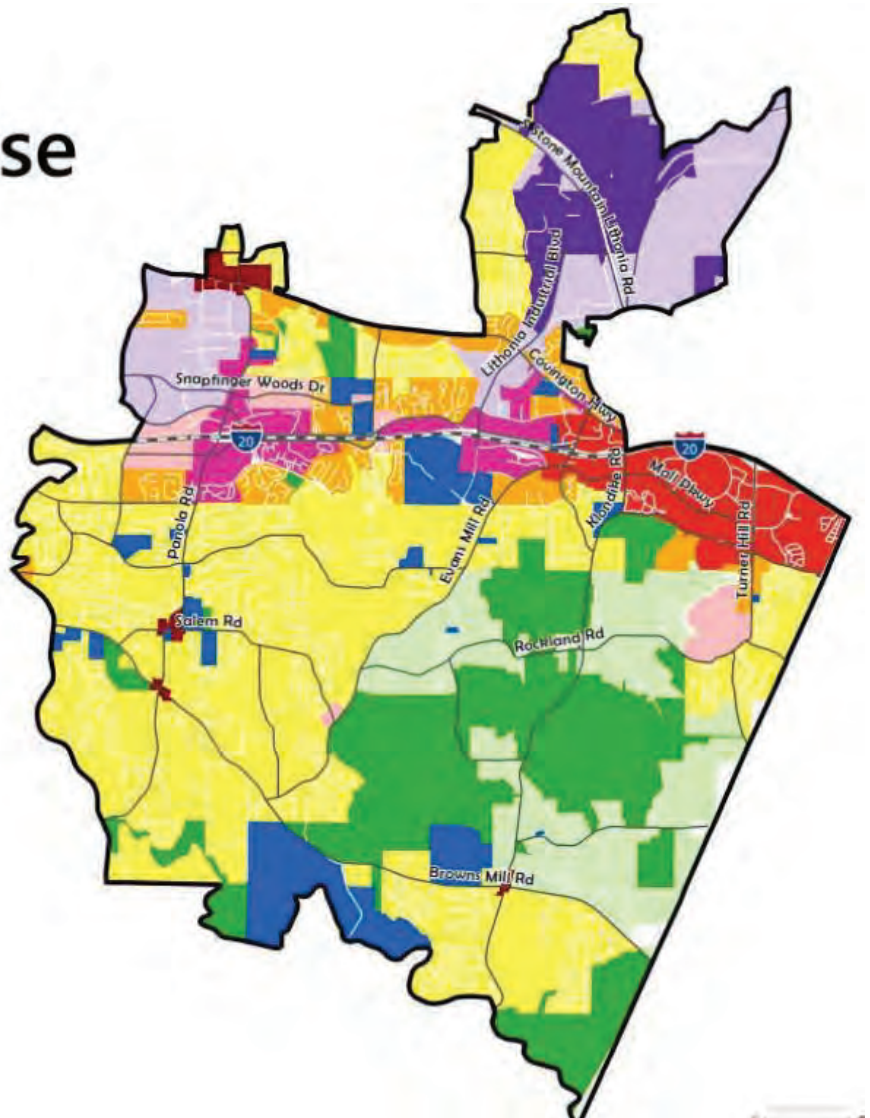 se
Stone Mountain Lithonia Rd
Lithonia Industrial Blvd
Covington Hwy
Snapfinger Woods Dr
20
20
Mall Pkwy
Klondike Rd
Turner Hill Rd
Panola Rd
Evans Mill Rd
Salem Rd
Rockland Rd
Browns Mill Rd